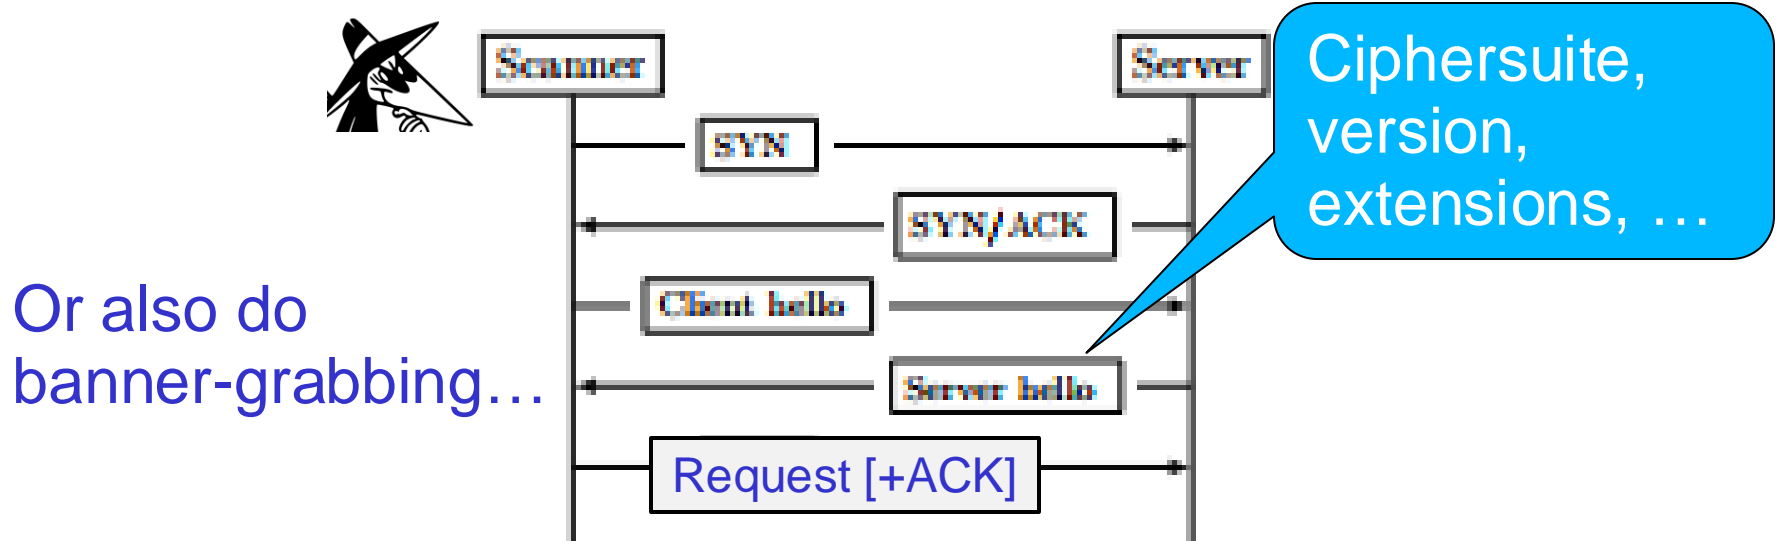 Scanner
Server
Ciphersuite,
version,
extensions, …
SYN
SYN/ACK
Client hello
Or also do
banner-grabbing…
Server hello
Request [+ACK]